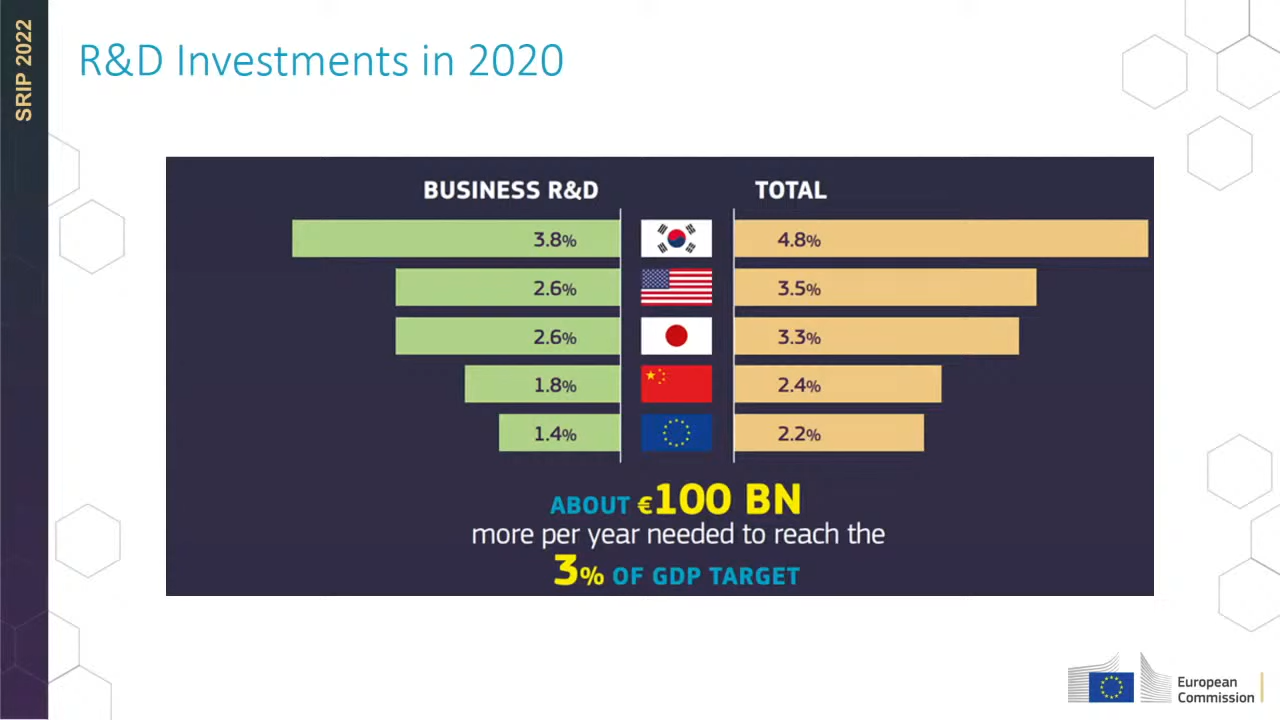 SRIP 2022
R&D Investments in 2020
BUSINESS R&D TOTAL
3.8% 4.8%
2.6% 3.5%
2.6% 3.3%
1.8% 2.4%
1.4% 2.2%
ABOUT €100 BN
more per year needed to reach the
3% OF GDP TARGET
European
Commission